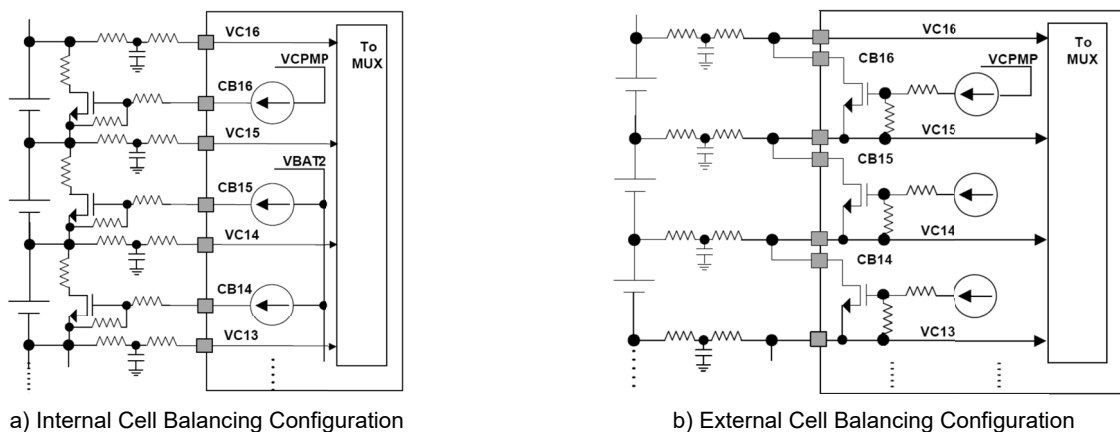 VC16
To
MUX
VCPMP
CB16
VC15
VBAT2
CB15
VC14
CB14
VC13
a) Internal Cell Balancing Configuration
VC16
To
MUX
CB16
VCPMP
VC15
CB15
VC14
CB14
VC13
b) External Cell Balancing Configuration